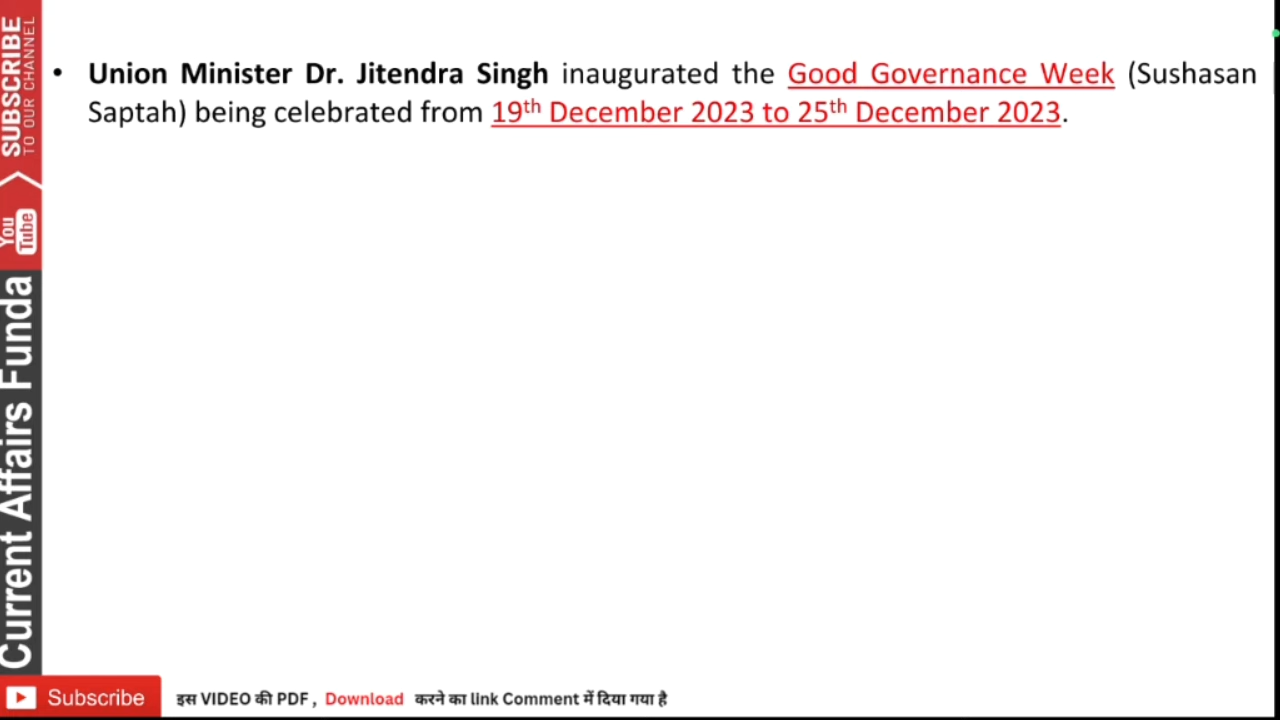 SUBSCRIBE
TO OUR CHANNEL
You
Tube
Current Affairs Funda
• Union Minister Dr. Jitendra Singh inaugurated the Good Governance Week (Sushasan
Saptah) being celebrated from 19th December 2023 to 25th December 2023.
Subscribe
इस VIDEO की PDF , Download करने का link Comment में दिया गया है